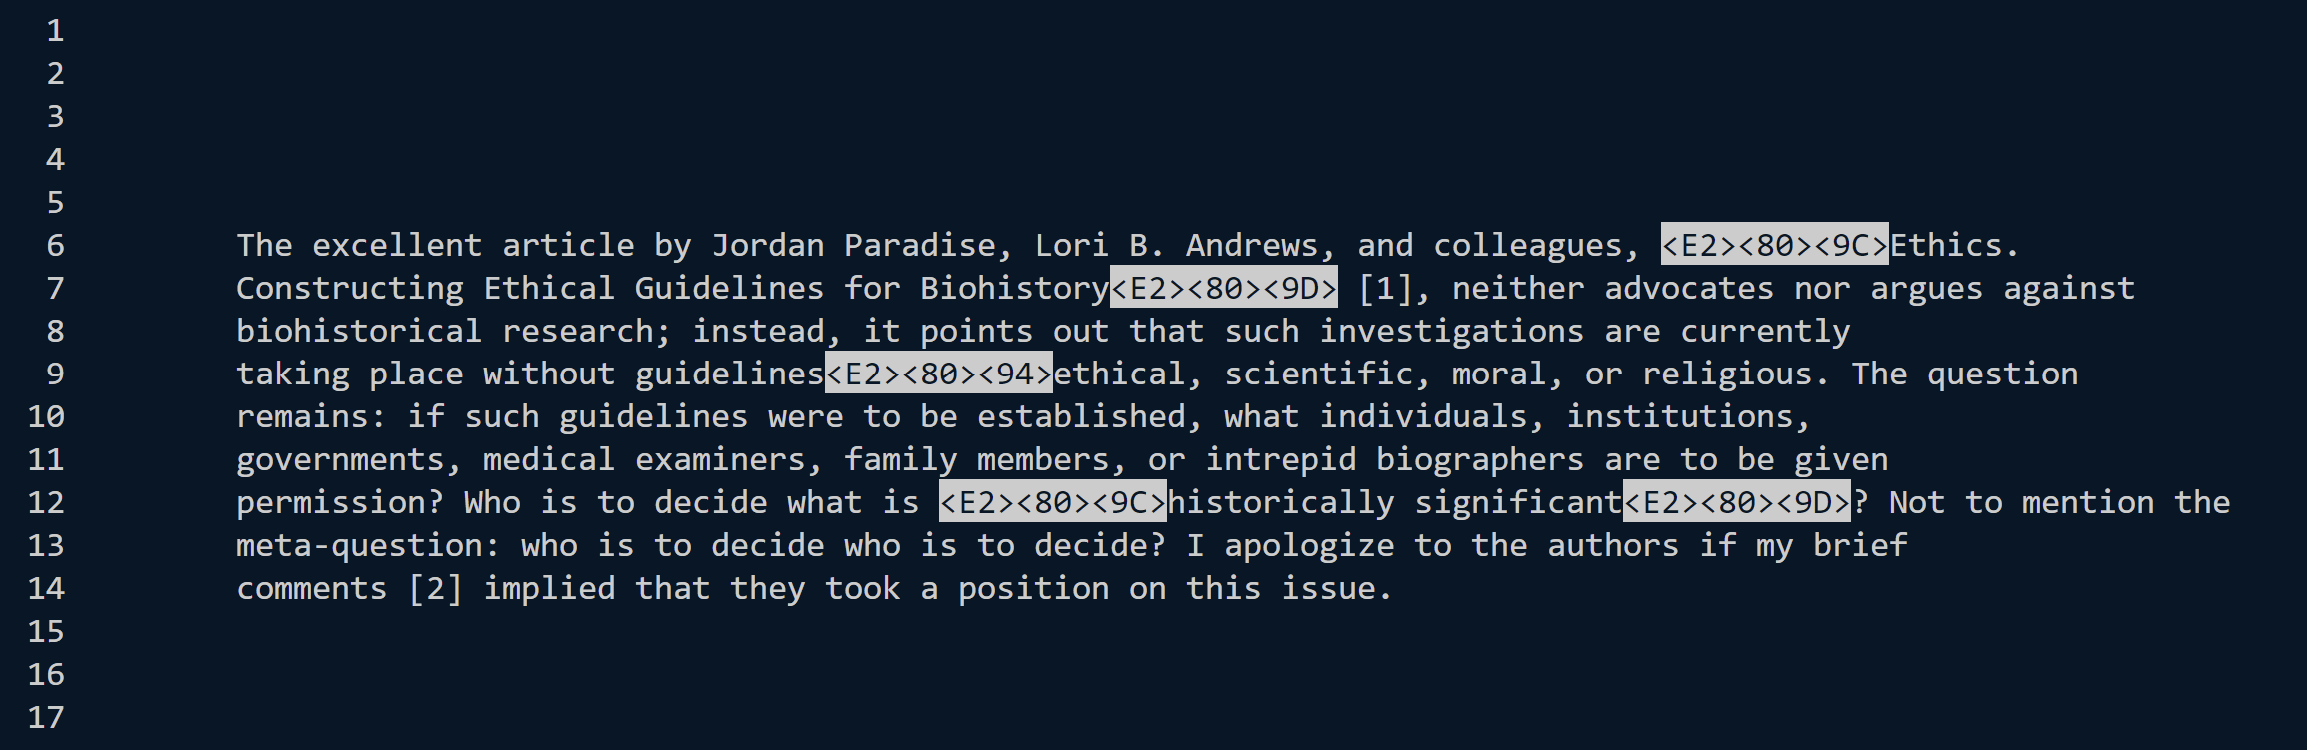 1
2
3
4
5
6 The excellent article by Jordan Paradise, Lori B. Andrews, and colleagues, <E2><80><9C>Ethics.
7 Constructing Ethical Guidelines for Biohistory<E2><80><9D> [1], neither advocates nor argues against
8 biohistorical research; instead, it points out that such investigations are currently
9 taking place without guidelines<E2><80><94>ethical, scientific, moral, or religious. The question
10 remains: if such guidelines were to be established, what individuals, institutions,
11 governments, medical examiners, family members, or intrepid biographers are to be given
12 permission? Who is to decide what is <E2><80><9C>historically significant<E2><80><9D>? Not to mention the
13 meta-question: who is to decide who is to decide? I apologize to the authors if my brief
14 comments [2] implied that they took a position on this issue.
15
16
17